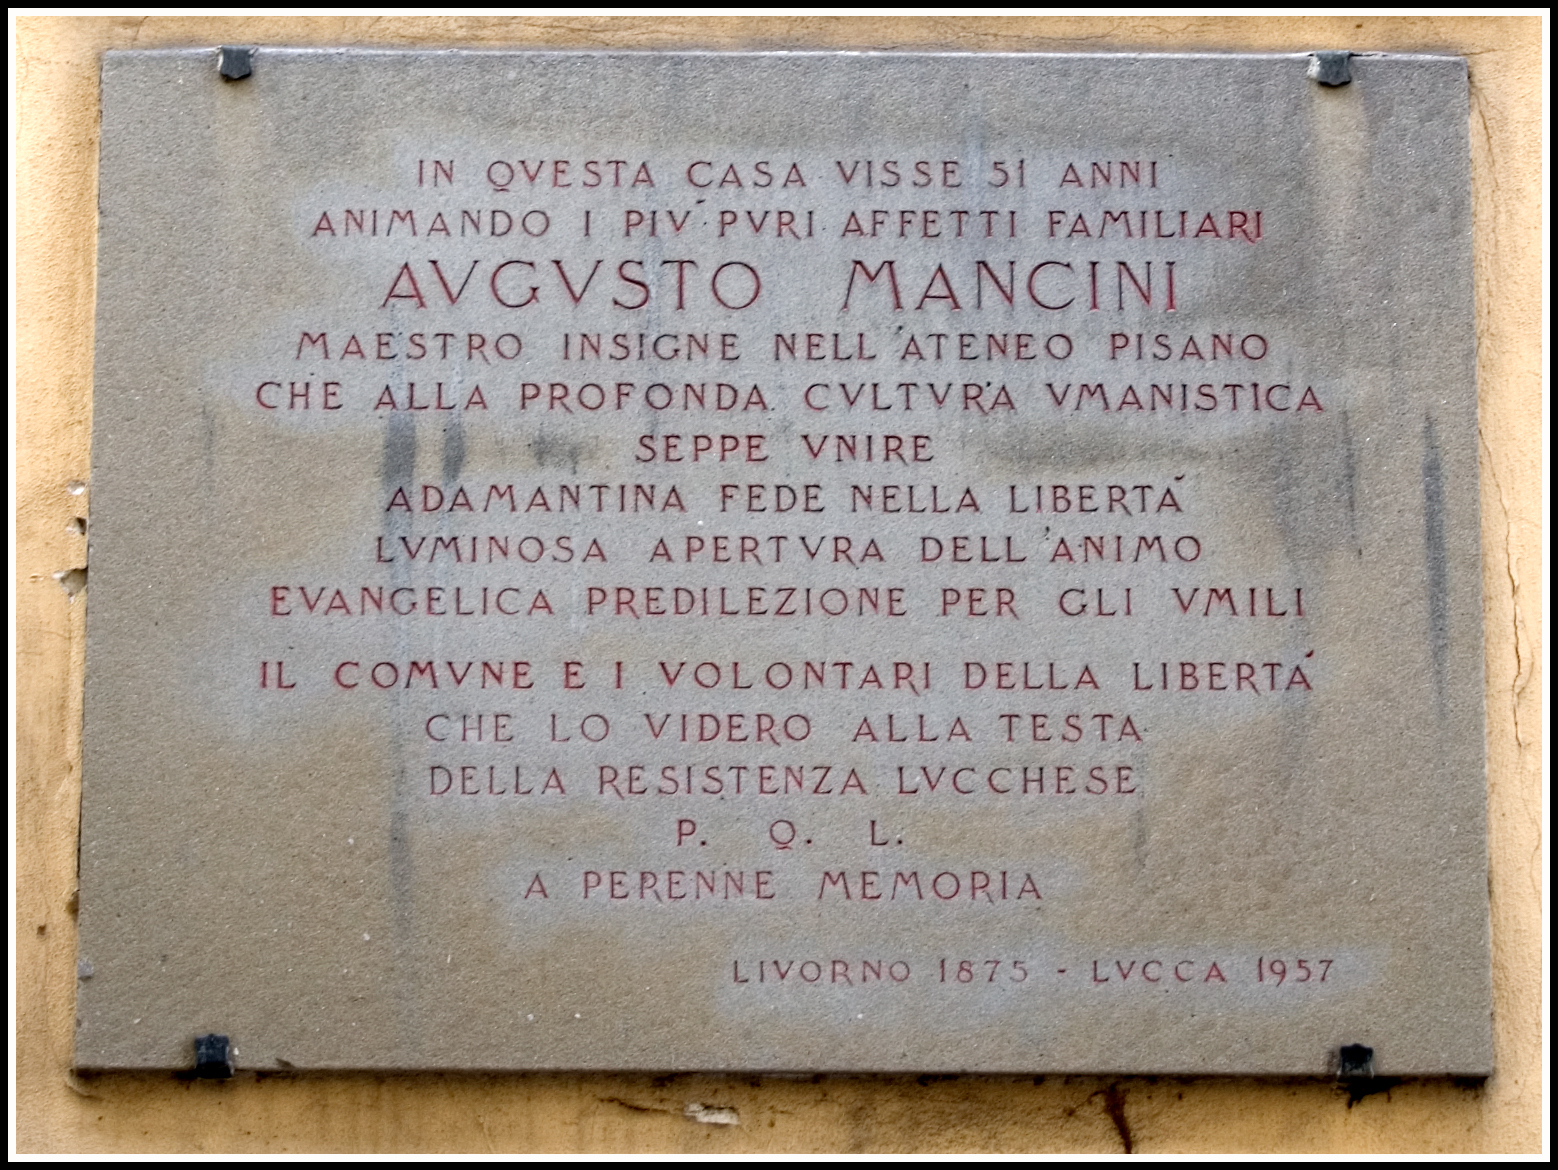 IN QVESTA CASA VISSE 51 ANNI
ANIMANDO I PIV' PVRI AFFETTI FAMILIARI
AVGVSTO MANCINI
MAESTRO INSIGNE NELL'ATENEO PISANO
CHE ALLA PROFONDA CVLTVRA VMANISTICA
SEPPE VNIRE
ADAMANTINA FEDE NELLA LIBERTÀ
LVMINOSA APERTVRA DELL'ANIMO
EVANGELICA PREDILEZIONE PER GLI VMILI
IL COMVNE E I VOLONTARI DELLA LIBERTÀ
CHE LO VIDERO ALLA TESTA
DELLA RESISTENZA LVCCHESE
P. Q. L.
A PERENNE MEMORIA
LIVORNO 1875 - LVCCA 1957